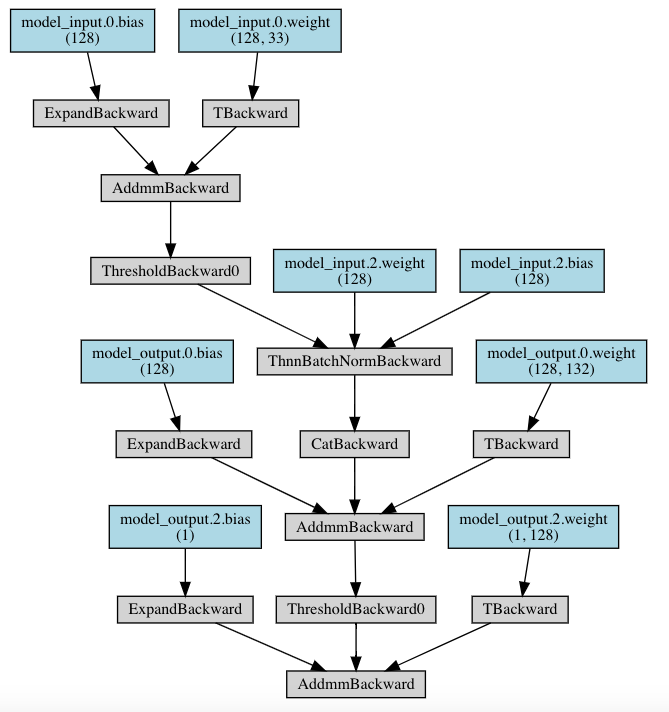 model_input.0.bias
(128)
model_input.0.weight
(128, 33)
ExpandBackward
TBackward
AddmmBackward
ThresholdBackward0
model_input.2.weight
(128)
model_input.2.bias
(128)
ThnnBatchNormBackward
model_output.0.bias
(128)
model_output.0.weight
(128, 132)
ExpandBackward
CatBackward
TBackward
AddmmBackward
model_output.2.bias
(1)
model_output.2.weight
(1, 128)
ExpandBackward
ThresholdBackward0
TBackward
AddmmBackward